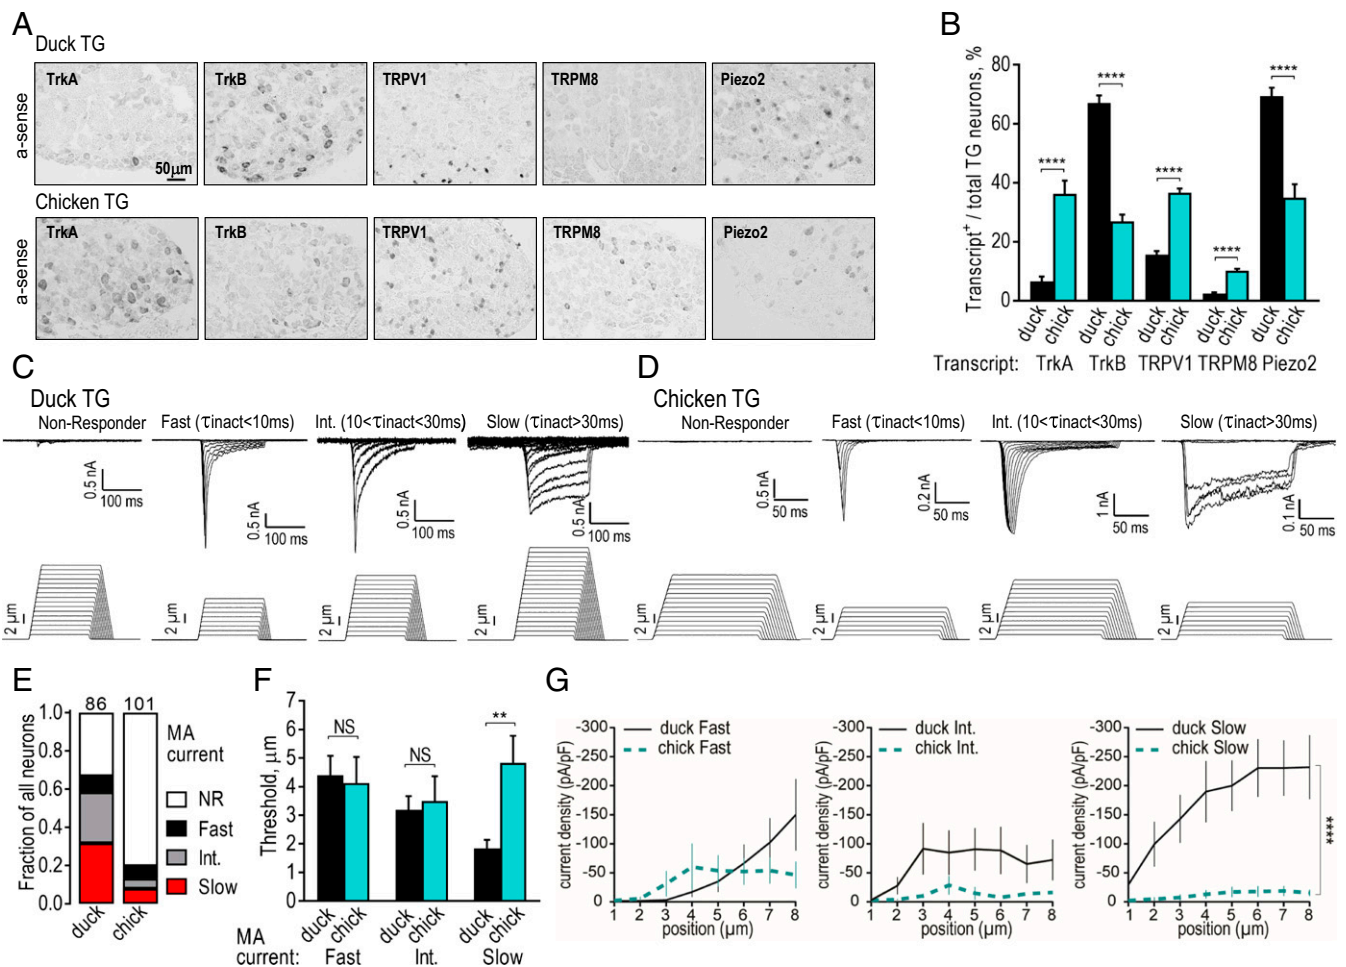 A
Duck TG
a-sense
TrkA
50µm
TrkB
TRPV1
TRPM8
Piezo2
Chicken TG
a-sense
TrkA
TrkB
TRPV1
TRPM8
Piezo2
B
Transcript+ / total TG neurons, %
80
60
40
20
0
****
****
****
****
****
duck chick duck chick duck chick duck chick duck chick
Transcript: TrkA TrkB TRPV1 TRPM8 Piezo2
C
Duck TG
Non-Responder
Fast (τinact<10ms)
Int. (10<τinact<30ms)
Slow (τinact>30ms)
0.5 nA
100 ms
0.5 nA
100 ms
0.5 nA
100 ms
0.5 nA
100 ms
2 µm
2 µm
2 µm
2 µm
D
Chicken TG
Non-Responder
Fast (τinact<10ms)
Int. (10<τinact<30ms)
Slow (τinact>30ms)
0.5 nA
50 ms
0.2 nA
50 ms
1 nA
50 ms
0.1 nA
50 ms
2 µm
2 µm
2 µm
2 µm
E
Fraction of all neurons
1.0
0.8
0.6
0.4
0.2
0.0
86 101
duck chick
MA
current
NR
Fast
Int.
Slow
F
Threshold, µm
7
6
5
4
3
2
1
0
NS
NS
**
duck chick duck chick duck chick
MA
current: Fast Int. Slow
G
current density (pA/pF)
-300
-250
-200
-150
-100
-50
0
duck Fast
chick Fast
1 2 3 4 5 6 7 8
position (µm)
current density (pA/pF)
-300
-250
-200
-150
-100
-50
0
duck Int.
chick Int.
1 2 3 4 5 6 7 8
position (µm)
current density (pA/pF)
-300
-250
-200
-150
-100
-50
0
duck Slow
chick Slow
****
1 2 3 4 5 6 7 8
position (µm)